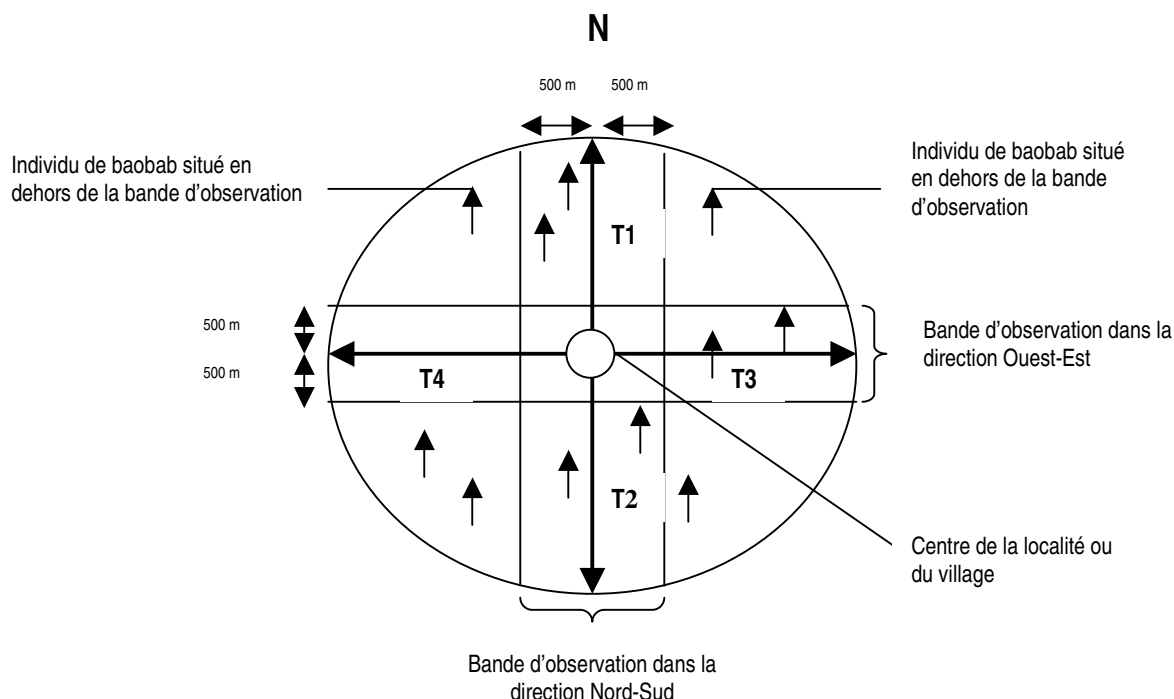 N
500 m
500 m
Individu de baobab situé en
dehors de la bande d'observation
Individu de baobab situé
en dehors de la bande
d'observation
T1
500 m
500 m
T4
T3
Bande d'observation dans la
direction Ouest-Est
T2
Centre de la localité ou
du village
Bande d'observation dans la
direction Nord-Sud